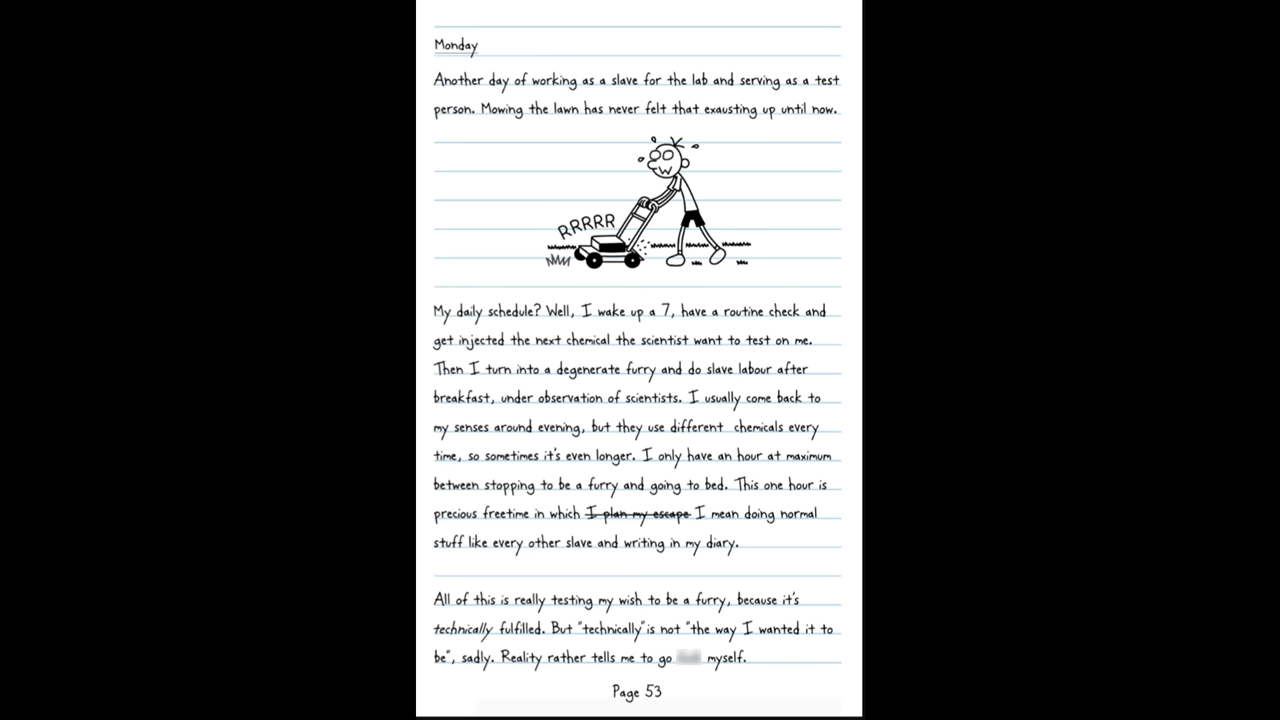 Monday
Another day of working as a slave for the lab and serving as a test
person. Mowing the lawn has never felt that exausting up until now.
RRRRR
My daily schedule? Well, I wake up a 7, have a routine check and
get injected the next chemical the scientist want to test on me.
Then I turn into a degenerate furry and do slave labour after
breakfast, under observation of scientists. I usually come back to
my senses around evening, but they use different chemicals every
time, so sometimes it's even longer. I only have an hour at maximum
between stopping to be a furry and going to bed. This one hour is
precious freetime in which I plan my escape I mean doing normal
stuff like every other slave and writing in my diary.
All of this is really testing my wish to be a furry, because it's
technically fulfilled. But "technically" is not "the way I wanted it to
be", sadly. Reality rather tells me to go myself.
Page 53